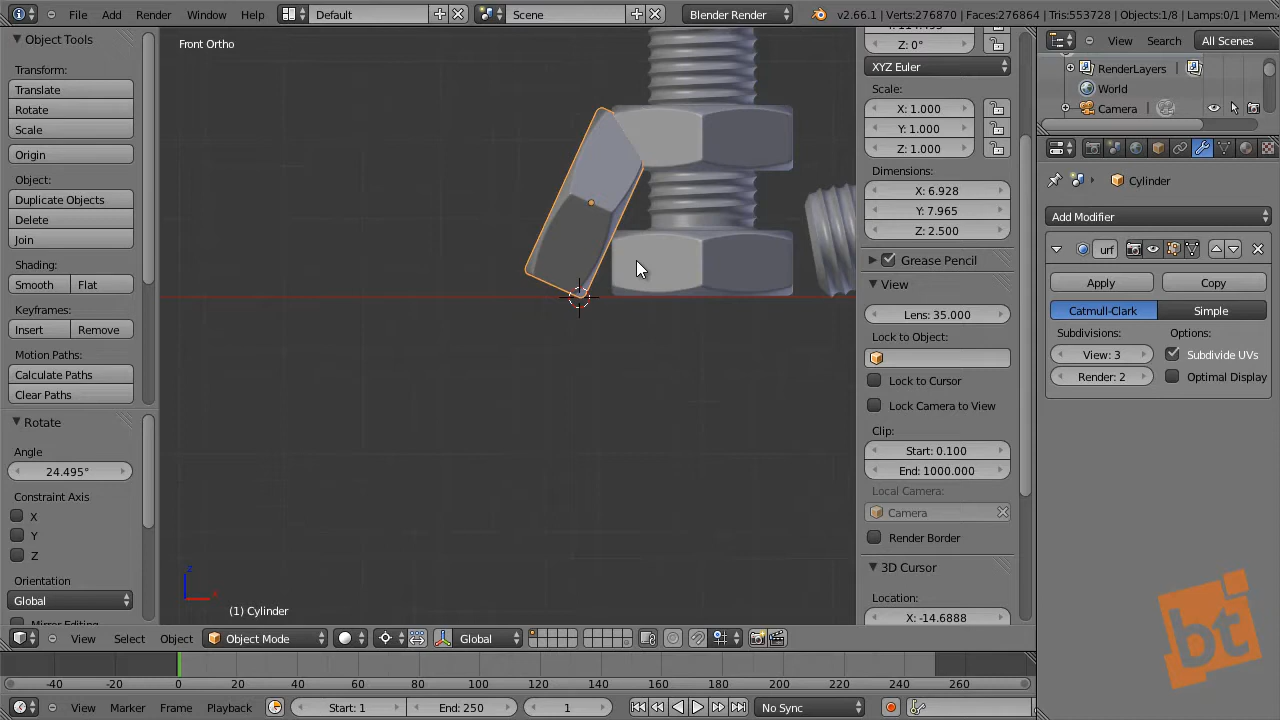 File Add Render Window Help Default Scene Blender Render v2.66.1 | Verts:276870 | Faces:276864 | Tris:553728 | Objects:1/8 | Lamps:0/1 |
Object Tools
Transform:
Translate
Rotate
Scale
Origin
Object:
Duplicate Objects
Delete
Join
Shading:
Smooth Flat
Keyframes:
Insert Remove
Motion Paths:
Calculate Paths
Clear Paths
Rotate
Angle
24.495°
Constraint Axis
X
Y
Z
Orientation
Global
Front Ortho
z
x
(1) Cylinder
Z: 0°
XYZ Euler
Scale:
X: 1.000
Y: 1.000
Z: 1.000
Dimensions:
X: 6.928
Y: 7.965
Z: 2.500
Grease Pencil
View
Lens: 35.000
Lock to Object:
Lock to Cursor
Lock Camera to View
Clip:
Start: 0.100
End: 1000.000
Local Camera:
Camera
Render Border
3D Cursor
Location:
X: -14.6888
View Search All Scenes
RenderLayers
World
Camera
Cylinder
Add Modifier
urf
Apply Copy
Catmull-Clark Simple
Subdivisions: Options:
View: 3 Subdivide UVs
Render: 2 Optimal Display
bt
View Select Object Object Mode Global
-40 -20 0 20 40 60 80 100 120 140 160 180 200 220 240 260
View Marker Frame Playback Start: 1 End: 250 1 No Sync